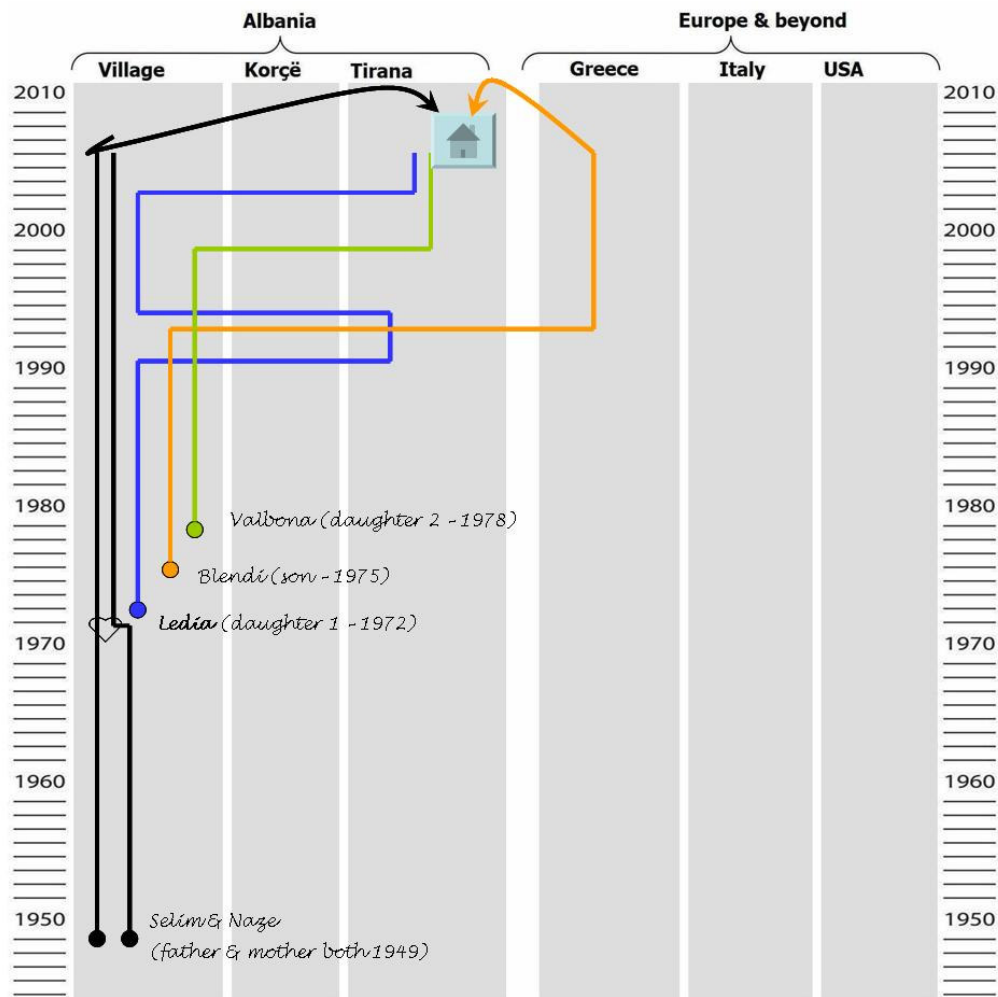 Albania Europe & beyond
Village Korçë Tirana Greece Italy USA
2010 2010
2000 2000
1990 1990
1980 1980
Valbona (daughter 2 - 1978)
Blendi (son - 1975)
Ledia (daughter 1 - 1972)
1970 1970
1960 1960
1950 1950
Selim & Naze
(father & mother both 1949)